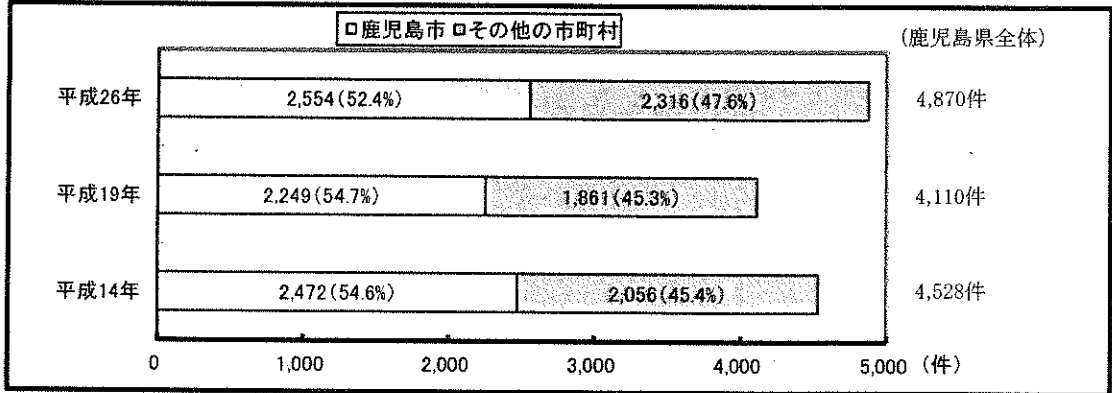 □鹿児島市 □その他の市町村
(鹿児島県全体)
平成26年 2,554(52.4%) 2,316(47.6%) 4,870件
平成19年 2,249(54.7%) 1,861(45.3%) 4,110件
平成14年 2,472(54.6%) 2,056(45.4%) 4,528件
0 1,000 2,000 3,000 4,000 5,000 (件)